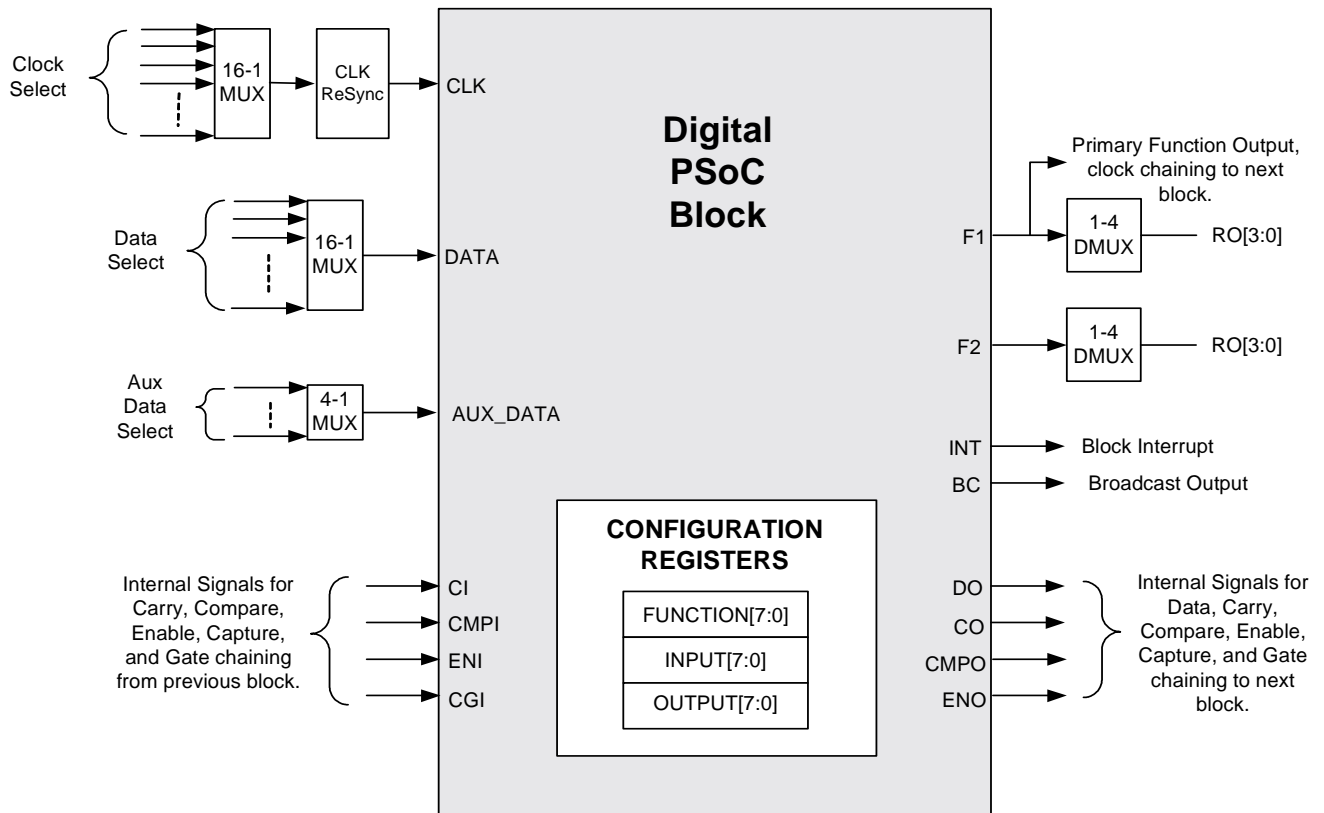 Clock
Select
16-1
MUX
CLK
ReSync
CLK
Digital
PSoC
Block
Data
Select
16-1
MUX
DATA
Aux
Data
Select
4-1
MUX
AUX_DATA
Internal Signals for
Carry, Compare,
Enable, Capture,
and Gate chaining
from previous block.
CI
CMPI
ENI
CGI
CONFIGURATION
REGISTERS
FUNCTION[7:0]
INPUT[7:0]
OUTPUT[7:0]
Primary Function Output,
clock chaining to next
block.
F1
1-4
DMUX
RO[3:0]
F2
1-4
DMUX
RO[3:0]
INT
Block Interrupt
BC
Broadcast Output
DO
CO
CMPO
ENO
Internal Signals for
Data, Carry,
Compare, Enable,
Capture, and Gate
chaining to next
block.